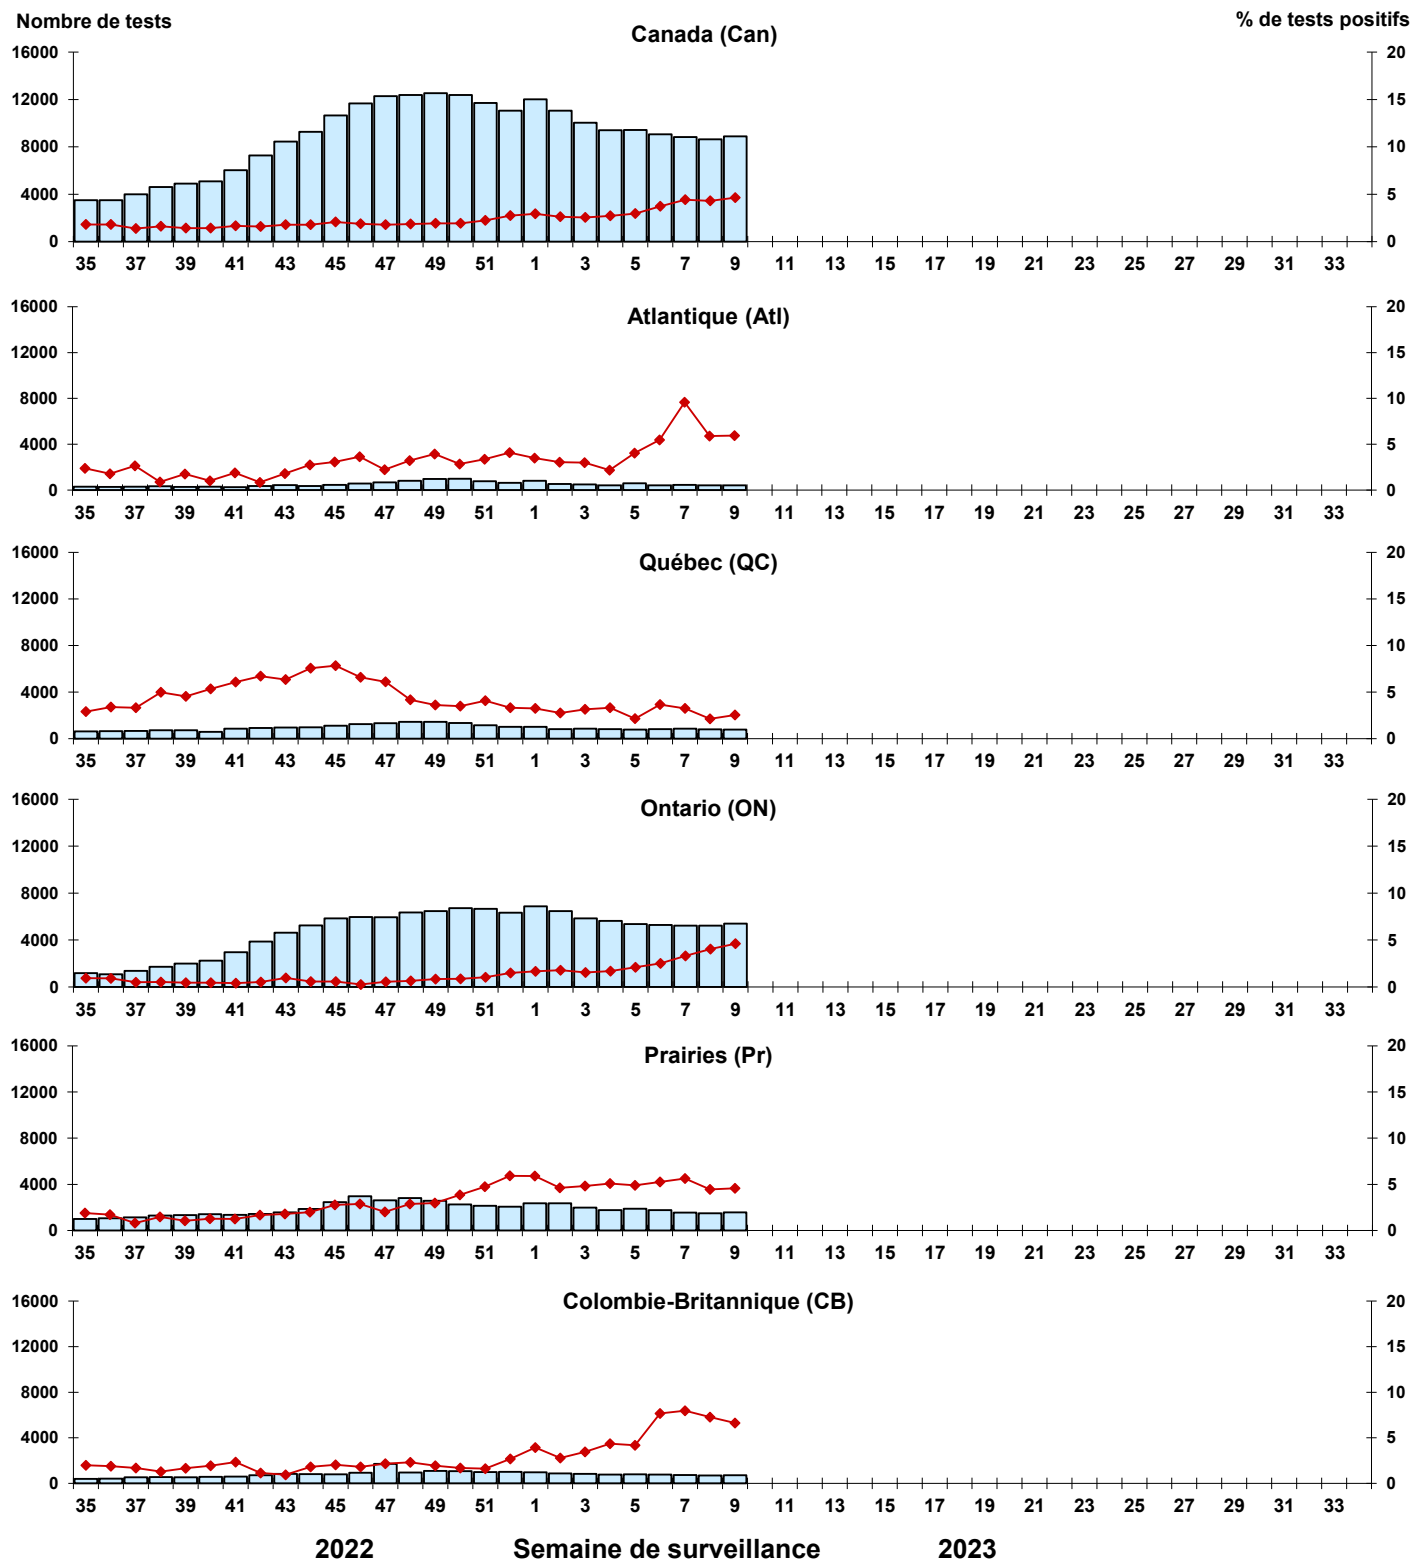 Nombre de tests
% de tests positifs
Canada (Can)
16000 20
12000 15
8000 10
4000 5
0 0
35 37 39 41 43 45 47 49 51 1 3 5 7 9 11 13 15 17 19 21 23 25 27 29 31 33
Atlantique (Atl)
16000 20
12000 15
8000 10
4000 5
0 0
35 37 39 41 43 45 47 49 51 1 3 5 7 9 11 13 15 17 19 21 23 25 27 29 31 33
Québec (QC)
16000 20
12000 15
8000 10
4000 5
0 0
35 37 39 41 43 45 47 49 51 1 3 5 7 9 11 13 15 17 19 21 23 25 27 29 31 33
Ontario (ON)
16000 20
12000 15
8000 10
4000 5
0 0
35 37 39 41 43 45 47 49 51 1 3 5 7 9 11 13 15 17 19 21 23 25 27 29 31 33
Prairies (Pr)
16000 20
12000 15
8000 10
4000 5
0 0
35 37 39 41 43 45 47 49 51 1 3 5 7 9 11 13 15 17 19 21 23 25 27 29 31 33
Colombie-Britannique (CB)
16000 20
12000 15
8000 10
4000 5
0 0
35 37 39 41 43 45 47 49 51 1 3 5 7 9 11 13 15 17 19 21 23 25 27 29 31 33
2022 Semaine de surveillance 2023